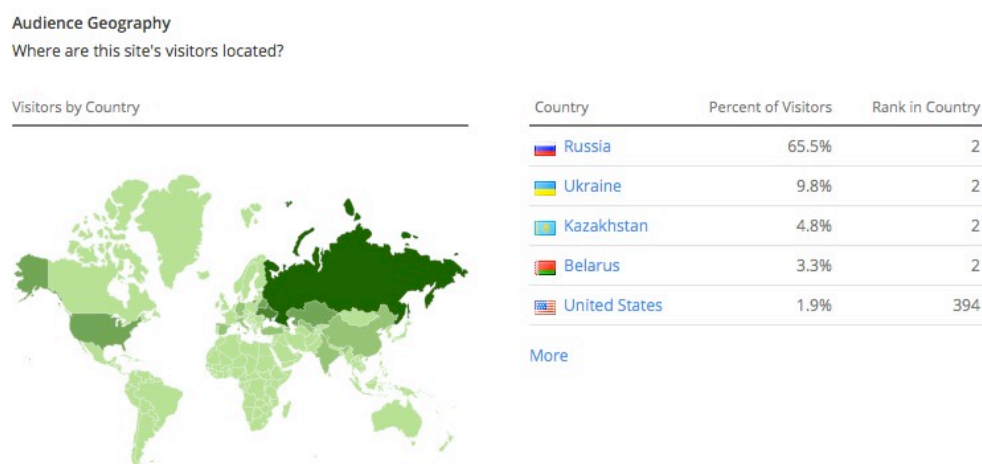 Audience Geography
Where are this site's visitors located?
Visitors by Country
Country Percent of Visitors Rank in Country
Russia 65.5% 2
Ukraine 9.8% 2
Kazakhstan 4.8% 2
Belarus 3.3% 2
United States 1.9% 394
More